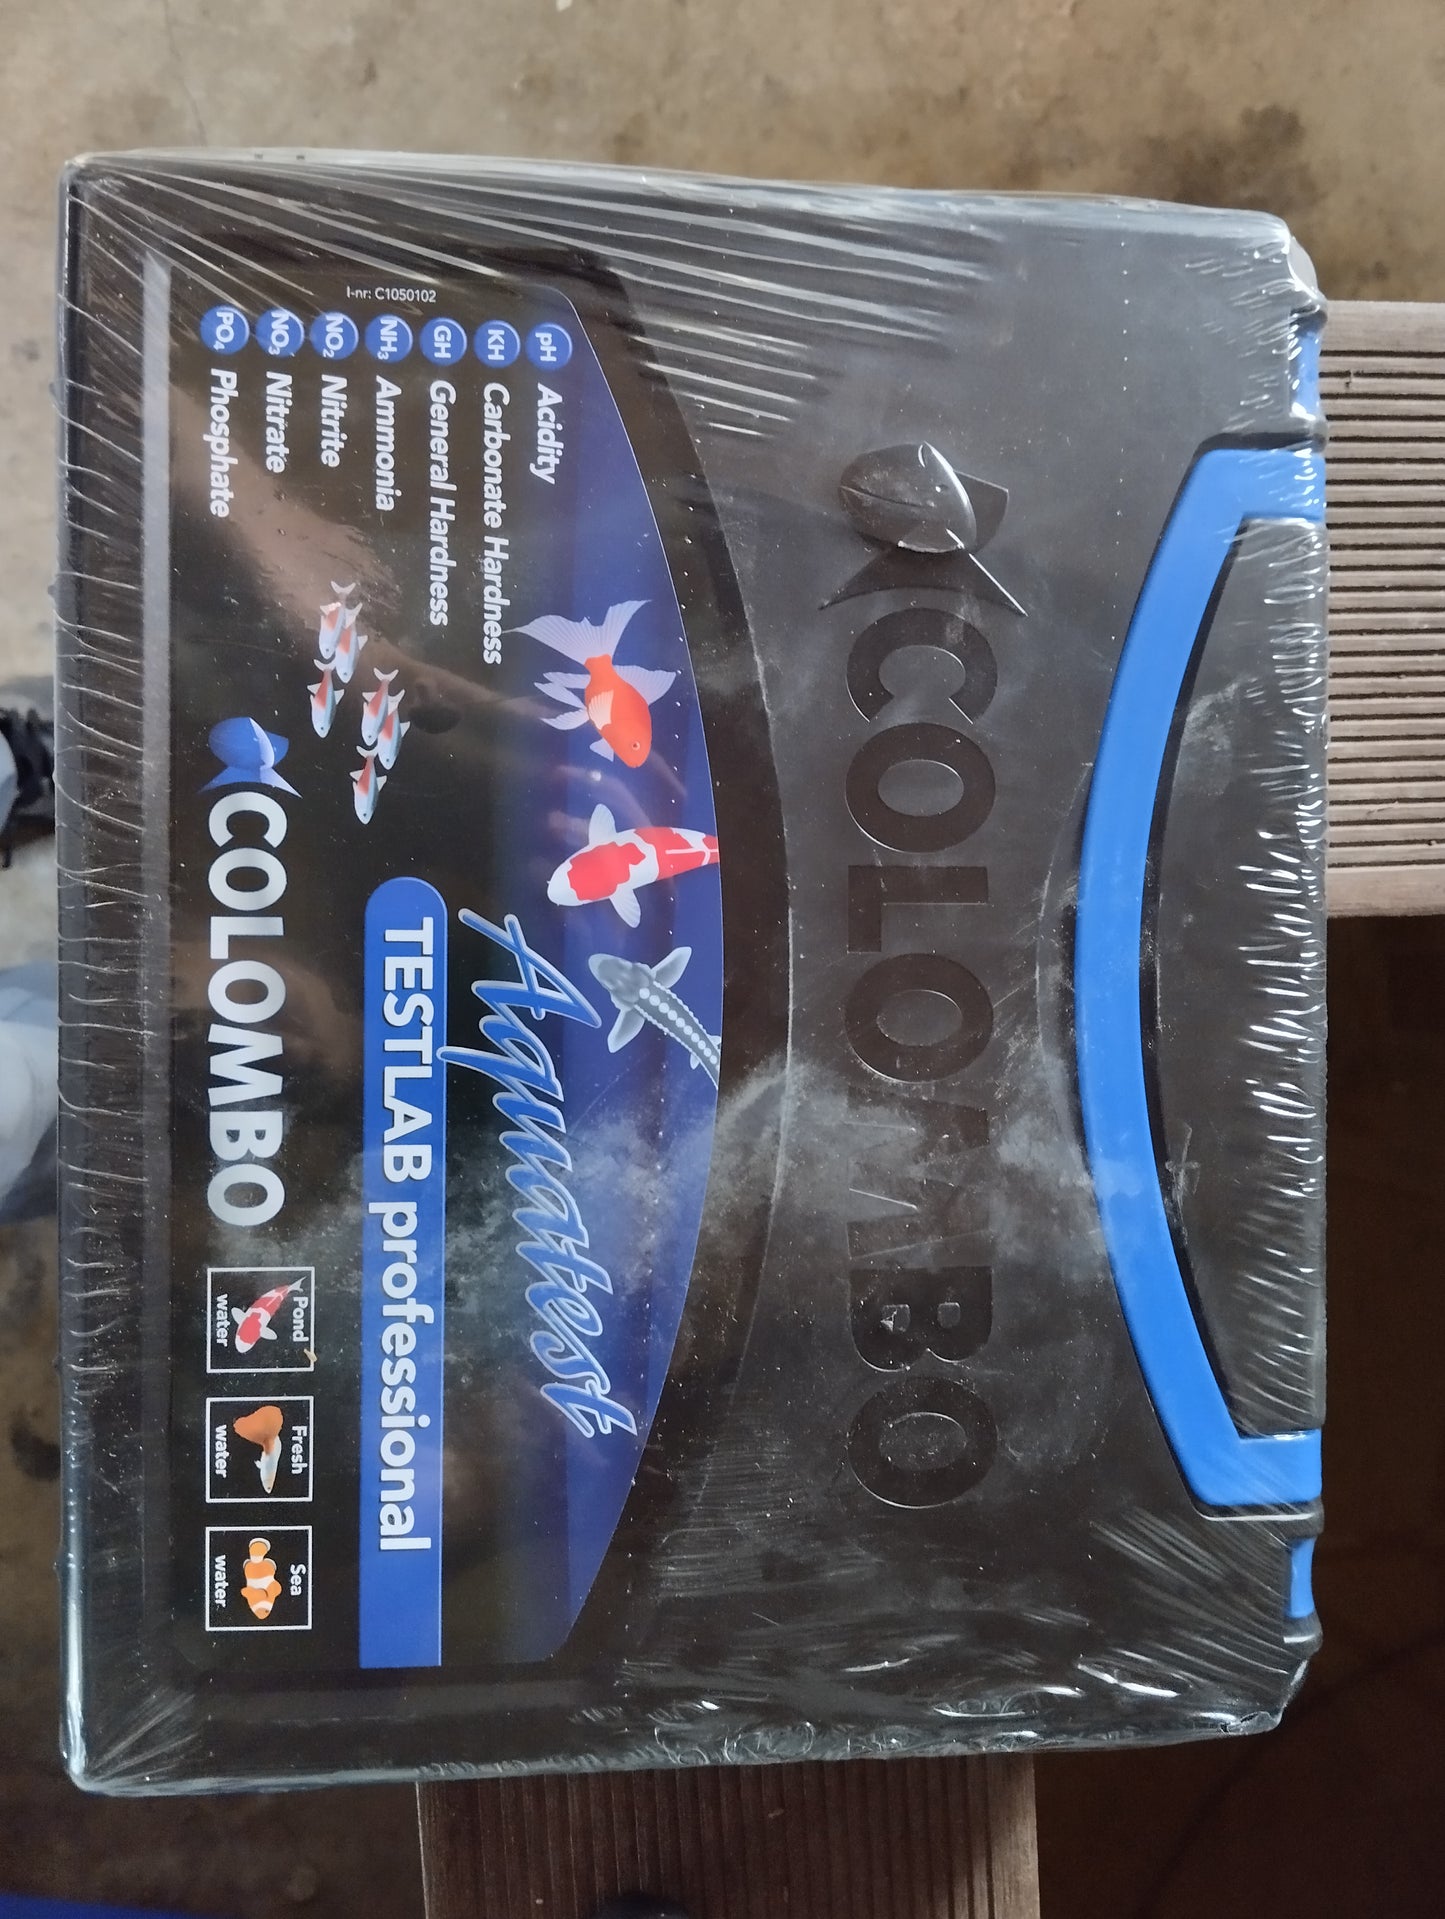 COLOMBO
I-nr: C1050102
pH Acidity
KH Carbonate Hardness
GH General Hardness
NH₃ Ammonia
NO₂ Nitrite
NO₃ Nitrate
PO₄ Phosphate
Aquatest
TESTLAB professional
COLOMBO
Pond
water
Fresh
water
Sea
water